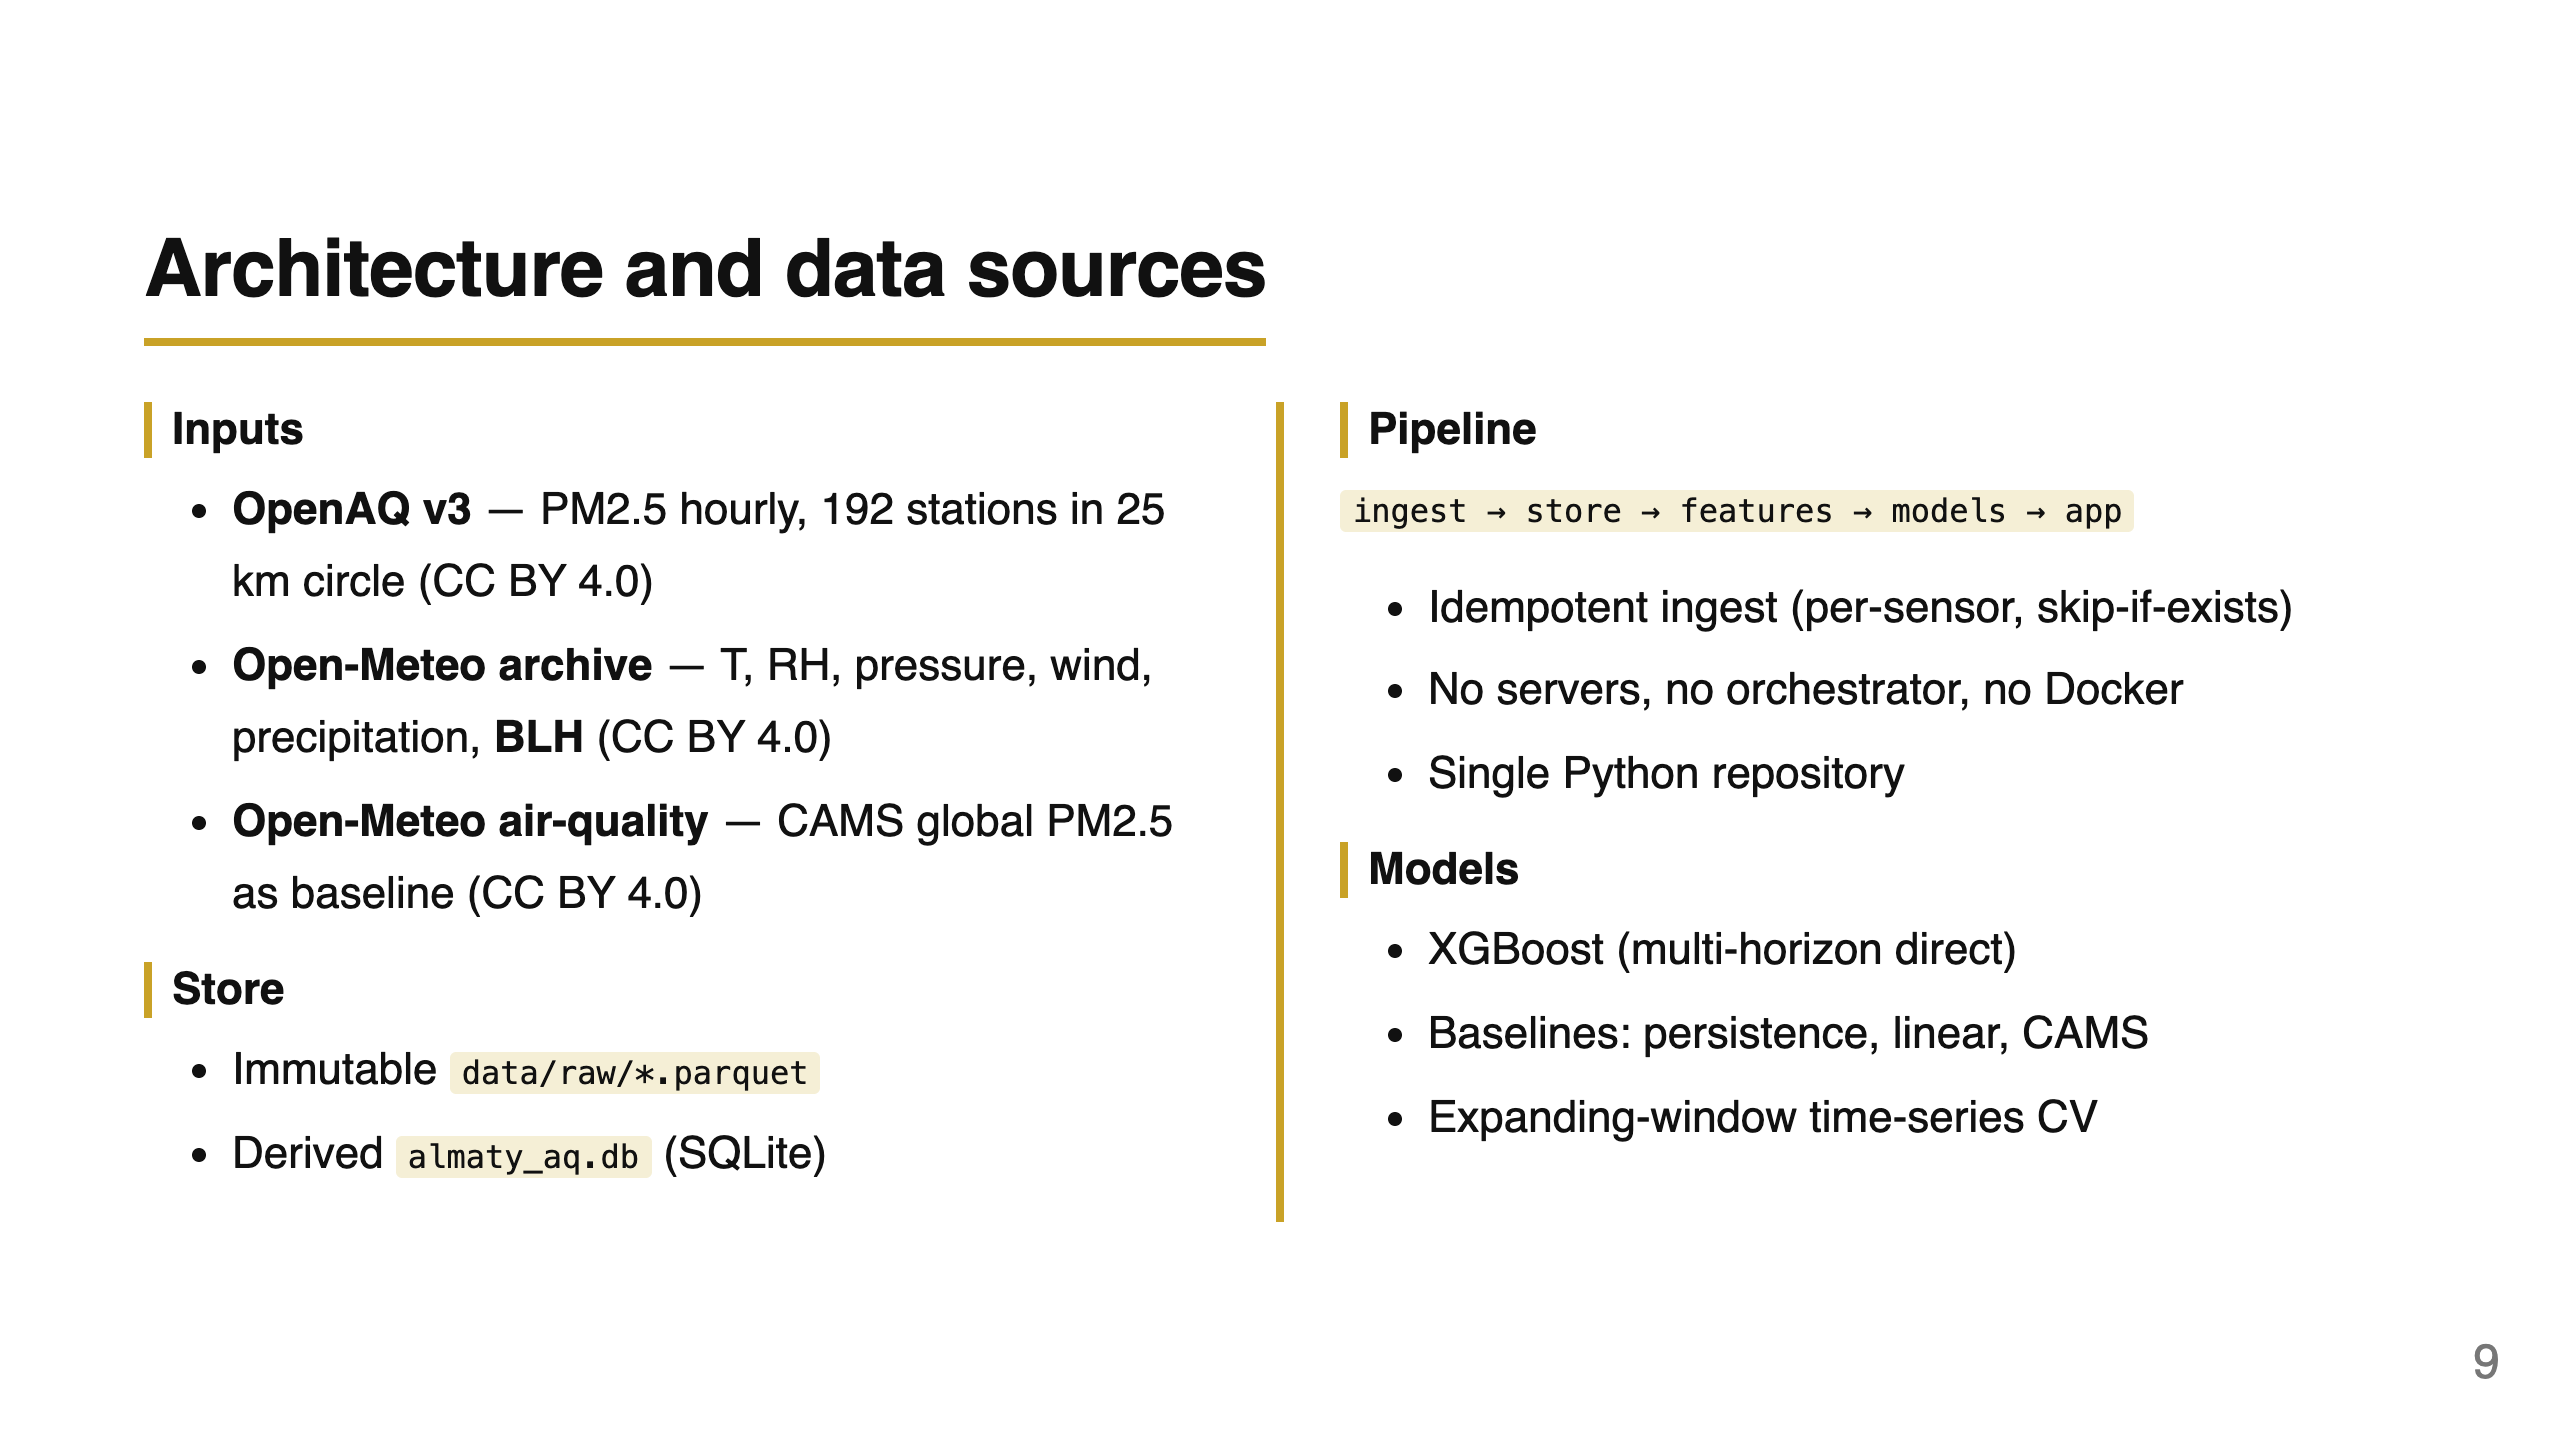 Architecture and data sources
Inputs
• OpenAQ v3 — PM2.5 hourly, 192 stations in 25
km circle (CC BY 4.0)
• Open-Meteo archive — T, RH, pressure, wind,
precipitation, BLH (CC BY 4.0)
• Open-Meteo air-quality — CAMS global PM2.5
as baseline (CC BY 4.0)
Store
• Immutable data/raw/*.parquet
• Derived almaty_aq.db (SQLite)
Pipeline
ingest → store → features → models → app
• Idempotent ingest (per-sensor, skip-if-exists)
• No servers, no orchestrator, no Docker
• Single Python repository
Models
• XGBoost (multi-horizon direct)
• Baselines: persistence, linear, CAMS
• Expanding-window time-series CV
9